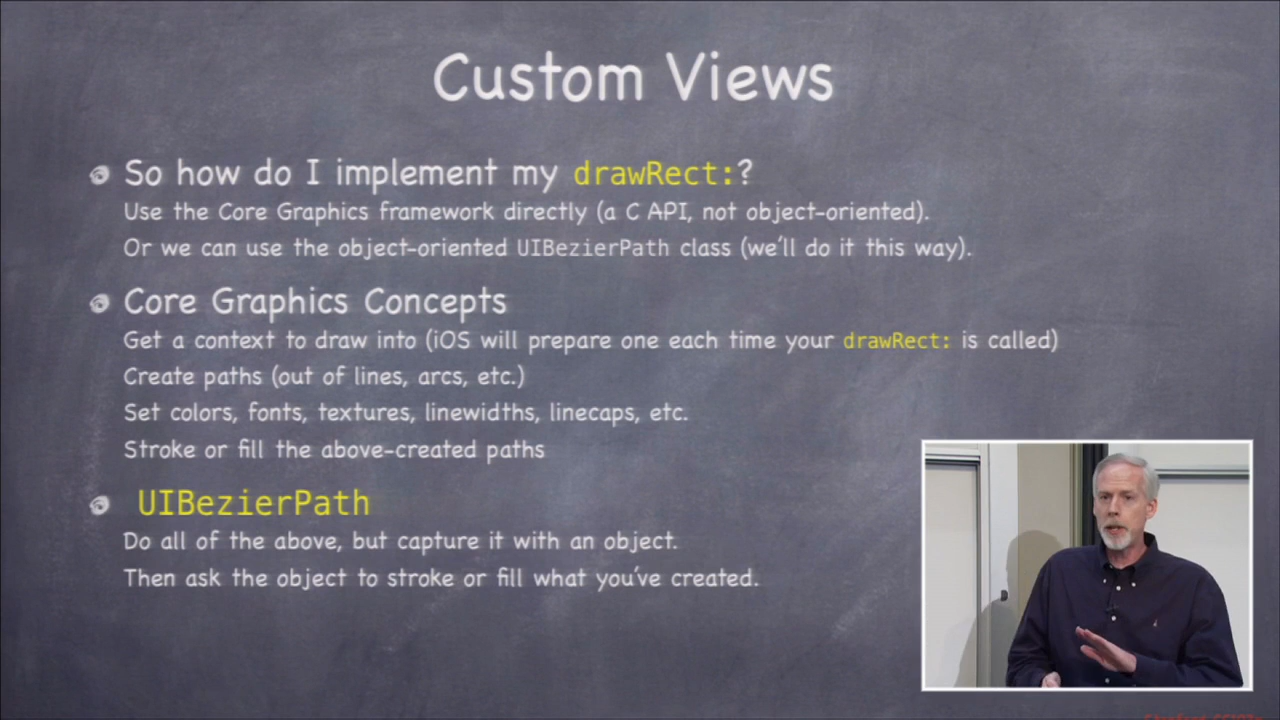 Custom Views
So how do I implement my drawRect:?
Use the Core Graphics framework directly (a C API, not object-oriented).
Or we can use the object-oriented UIBezierPath class (we'll do it this way).
Core Graphics Concepts
Get a context to draw into (iOS will prepare one each time your drawRect: is called)
Create paths (out of lines, arcs, etc.)
Set colors, fonts, textures, linewidths, linecaps, etc.
Stroke or fill the above-created paths
UIBezierPath
Do all of the above, but capture it with an object.
Then ask the object to stroke or fill what you've created.